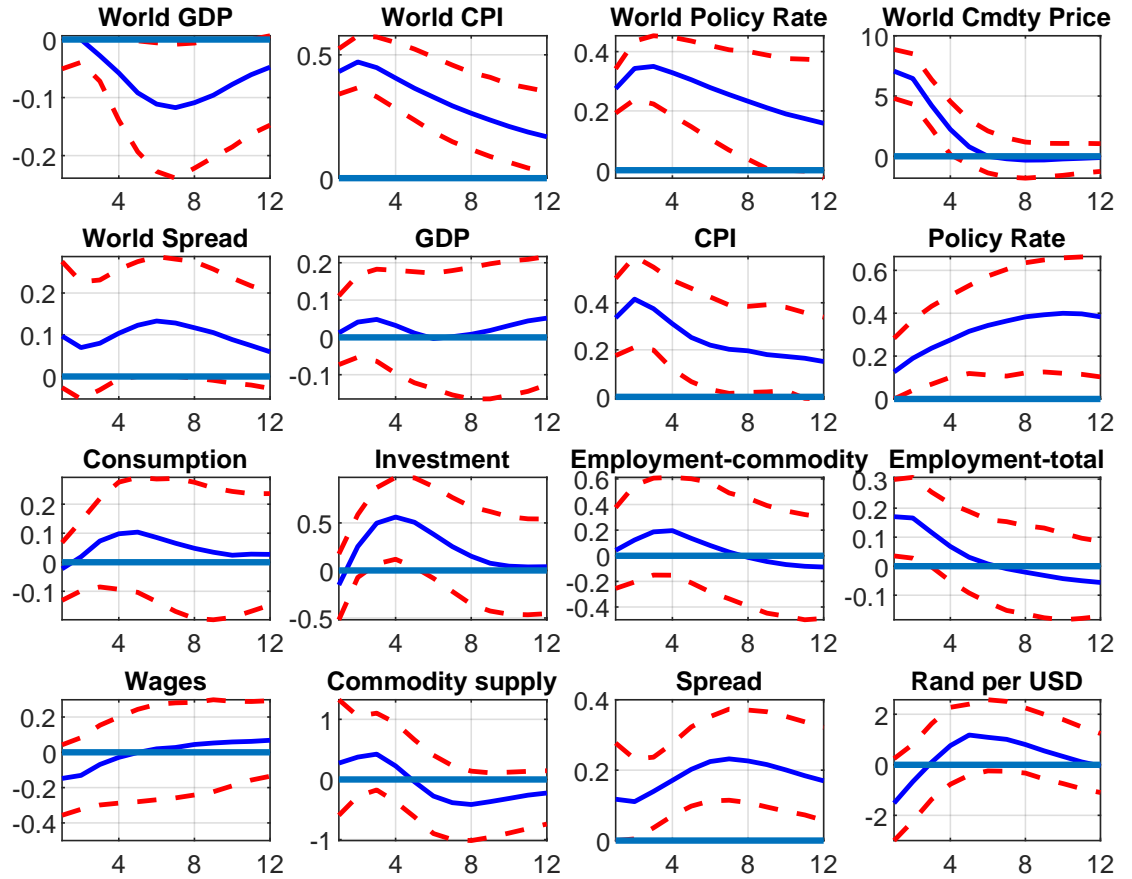 World GDP
0
-0.1
-0.2
4 8 12
World CPI
0.5
0
4 8 12
World Policy Rate
0.4
0.2
0
4 8 12
World Cmdty Price
10
5
0
4 8 12
World Spread
0.2
0.1
0
4 8 12
GDP
0.2
0.1
0
-0.1
4 8 12
CPI
0.4
0.2
0
4 8 12
Policy Rate
0.6
0.4
0.2
0
4 8 12
Consumption
0.2
0.1
0
-0.1
4 8 12
Investment
0.5
0
-0.5
4 8 12
Employment-commodity
0.6
0.4
0.2
0
-0.2
-0.4
4 8 12
Employment-total
0.3
0.2
0.1
0
-0.1
4 8 12
Wages
0.2
0
-0.2
-0.4
4 8 12
Commodity supply
1
0
-1
4 8 12
Spread
0.4
0.2
0
4 8 12
Rand per USD
2
0
-2
4 8 12